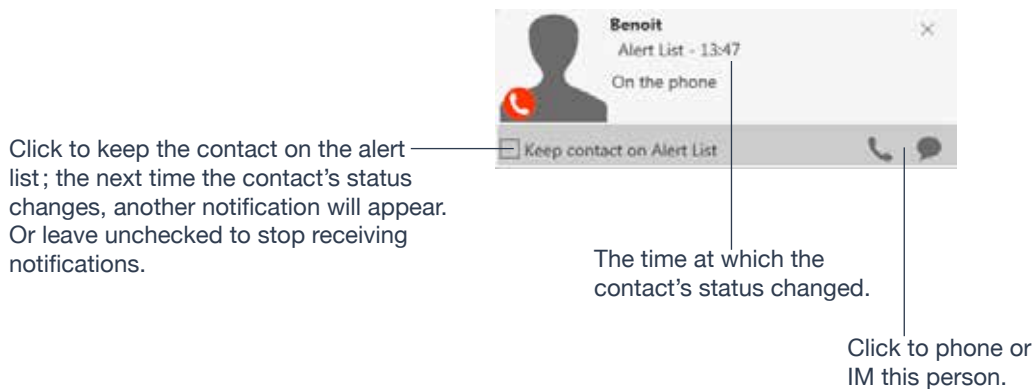 Benoit
Alert List - 13:47
On the phone
Keep contact on Alert List
Click to keep the contact on the alert
list; the next time the contact's status
changes, another notification will appear.
Or leave unchecked to stop receiving
notifications.
The time at which the
contact's status changed.
Click to phone or
IM this person.